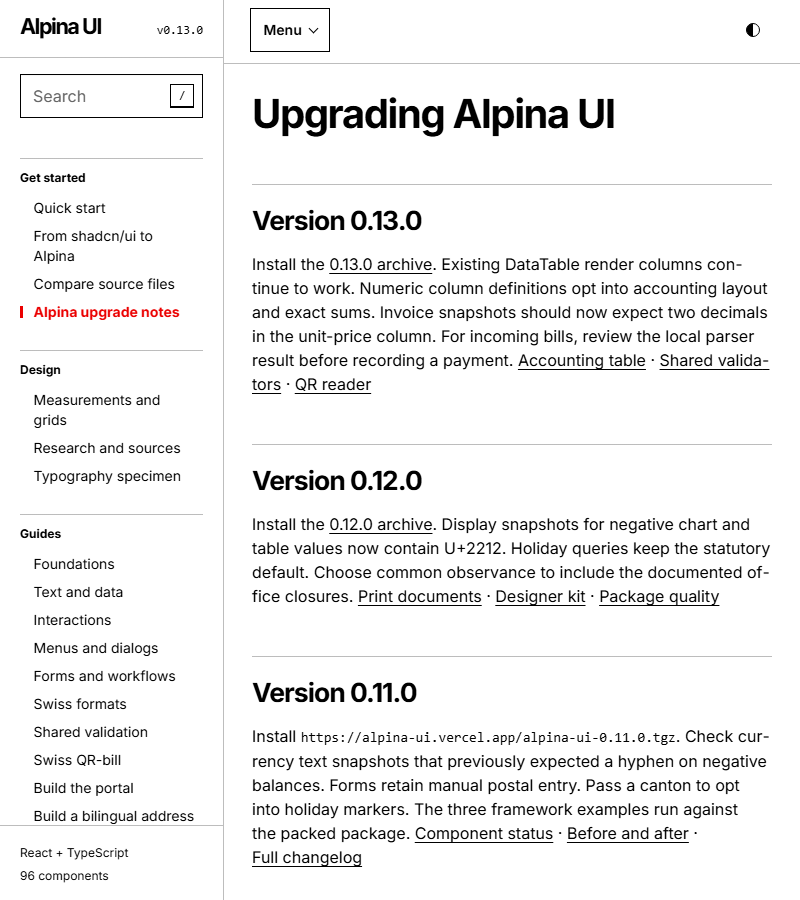 Alpina UI
v0.13.0
Search
/
Get started
Quick start
From shadcn/ui to
Alpina
Compare source files
Alpina upgrade notes
Design
Measurements and
grids
Research and sources
Typography specimen
Guides
Foundations
Text and data
Interactions
Menus and dialogs
Forms and workflows
Swiss formats
Shared validation
Swiss QR-bill
Build the portal
Build a bilingual address
React + TypeScript
96 components
Menu
Upgrading Alpina UI
Version 0.13.0
Install the 0.13.0 archive. Existing DataTable render columns con-
tinue to work. Numeric column definitions opt into accounting layout
and exact sums. Invoice snapshots should now expect two decimals
in the unit-price column. For incoming bills, review the local parser
result before recording a payment. Accounting table · Shared valida-
tors · QR reader
Version 0.12.0
Install the 0.12.0 archive. Display snapshots for negative chart and
table values now contain U+2212. Holiday queries keep the statutory
default. Choose common observance to include the documented of-
fice closures. Print documents · Designer kit · Package quality
Version 0.11.0
Install https://alpina-ui.vercel.app/alpina-ui-0.11.0.tgz. Check cur-
rency text snapshots that previously expected a hyphen on negative
balances. Forms retain manual postal entry. Pass a canton to opt
into holiday markers. The three framework examples run against
the packed package. Component status · Before and after ·
Full changelog